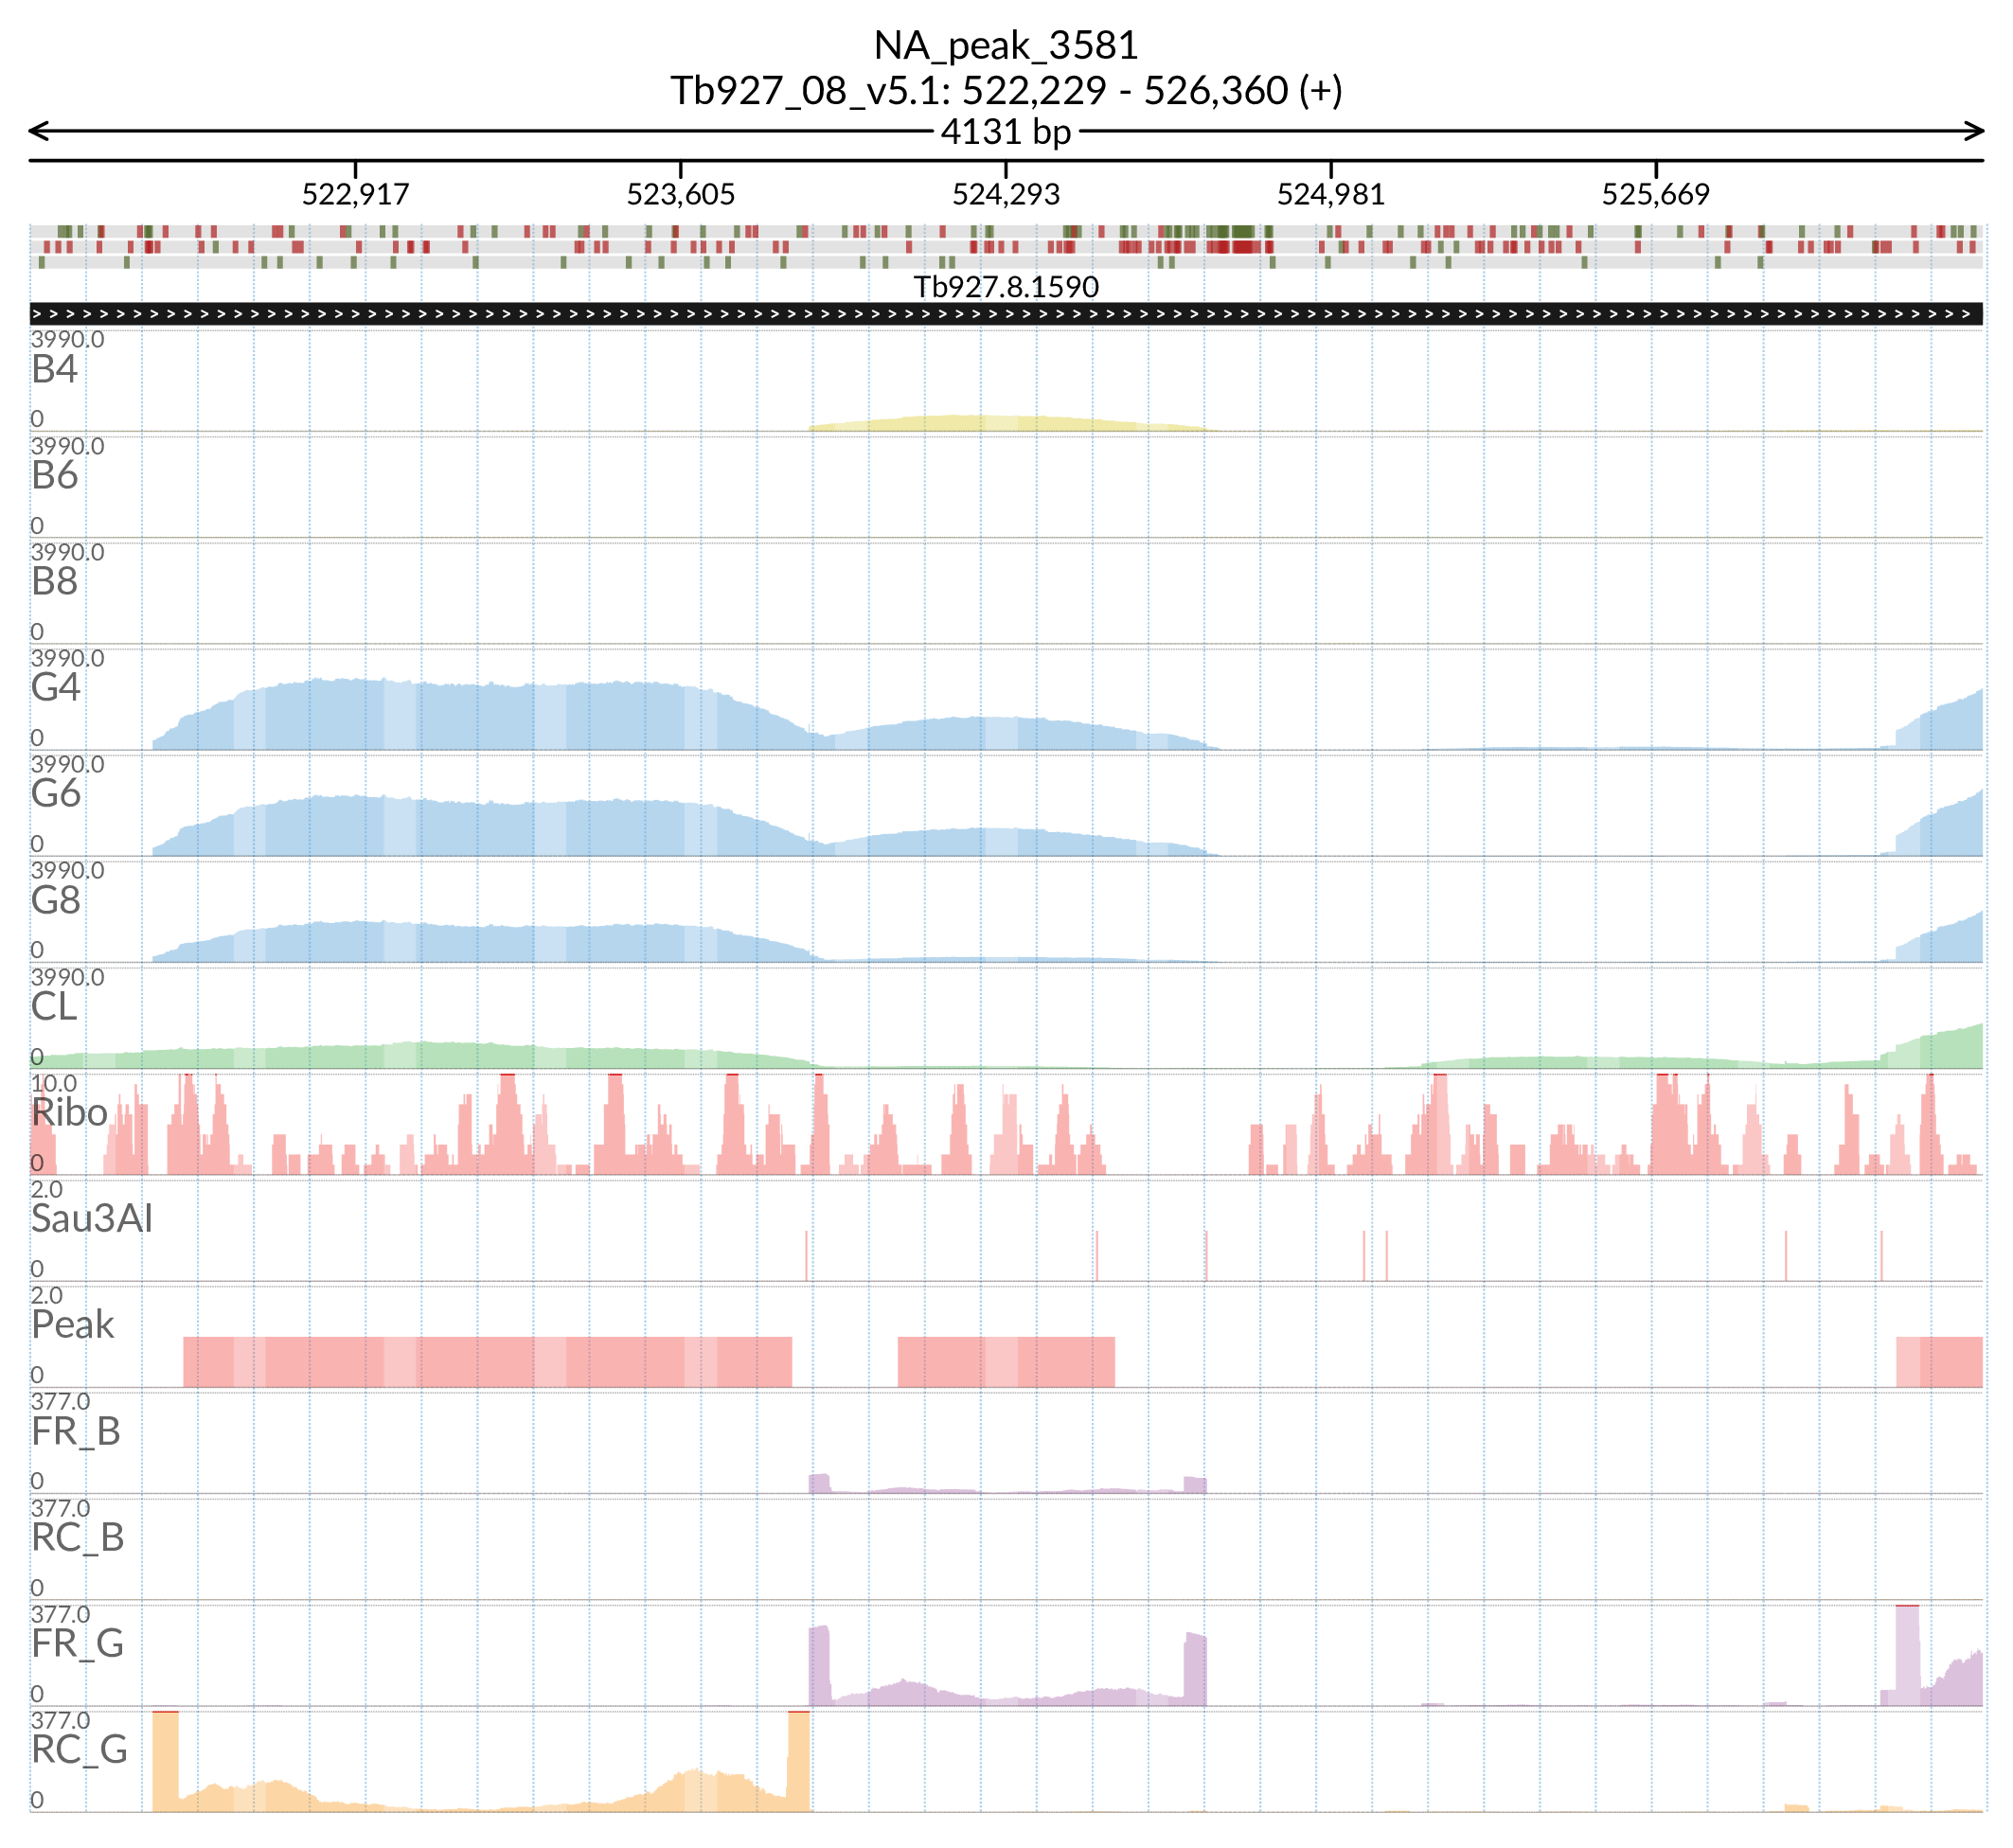 NA_peak_3581
Tb927_08_v5.1: 522,229 - 526,360 (+)
4131 bp
522,917 523,605 524,293 524,981 525,669
Tb927.8.1590
3990.0
B4
0
3990.0
B6
0
3990.0
B8
0
3990.0
G4
0
3990.0
G6
0
3990.0
G8
0
3990.0
CL
0
10.0
Ribo
0
2.0
Sau3AI
0
2.0
Peak
0
377.0
FR_B
0
377.0
RC_B
0
377.0
FR_G
0
377.0
RC_G
0